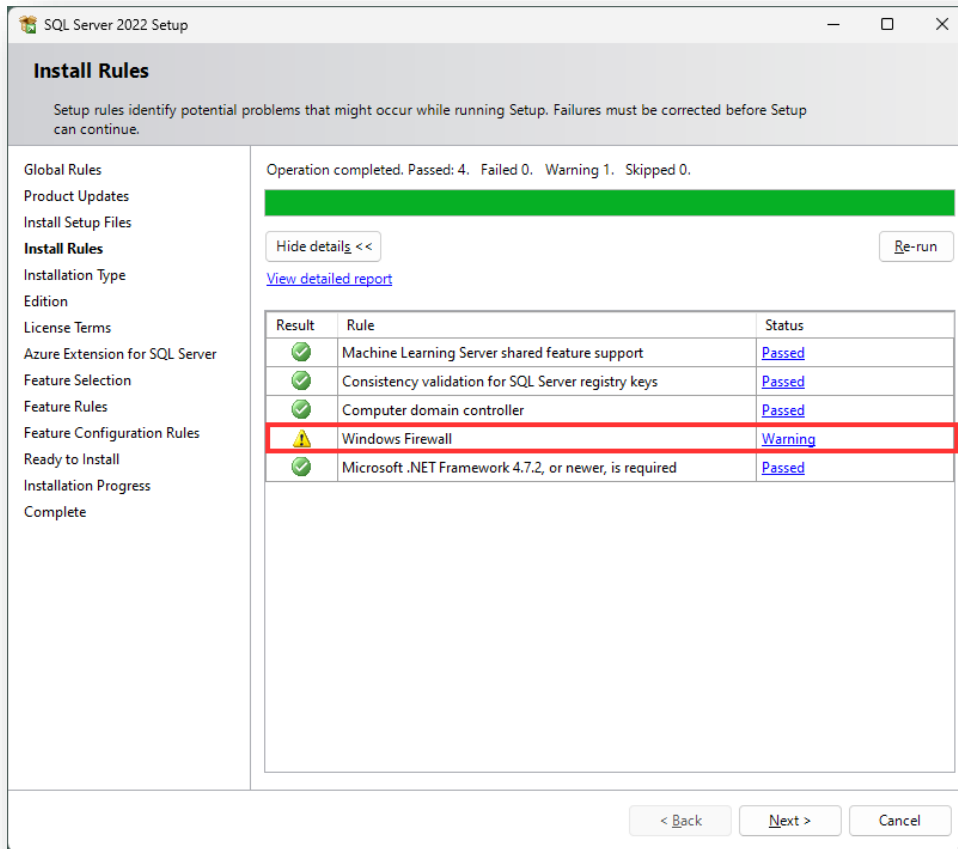 SQL Server 2022 Setup
Install Rules
Setup rules identify potential problems that might occur while running Setup. Failures must be corrected before Setup
can continue.
Global Rules
Product Updates
Install Setup Files
Install Rules
Installation Type
Edition
License Terms
Azure Extension for SQL Server
Feature Selection
Feature Rules
Feature Configuration Rules
Ready to Install
Installation Progress
Complete
Operation completed. Passed: 4. Failed 0. Warning 1. Skipped 0.
Hide details << Re-run
View detailed report
Result Rule Status
Machine Learning Server shared feature support Passed
Consistency validation for SQL Server registry keys Passed
Computer domain controller Passed
Windows Firewall Warning
Microsoft .NET Framework 4.7.2, or newer, is required Passed
< Back Next > Cancel